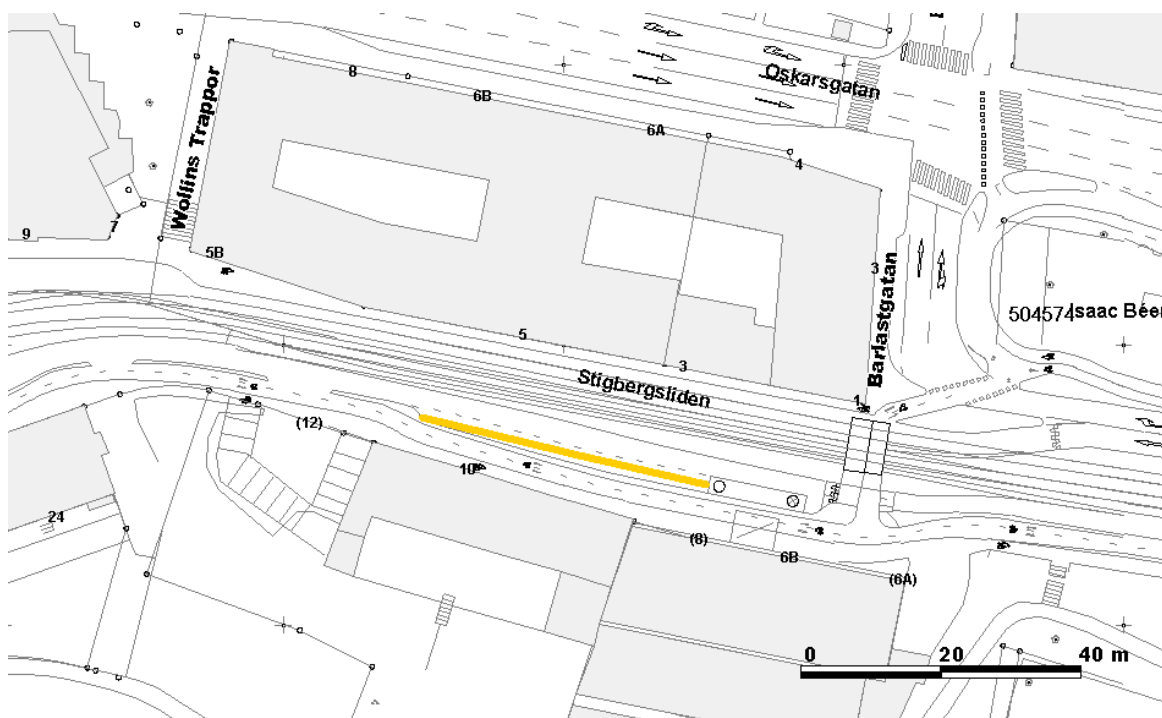 Oskarsgatan
8
6B
6A
4
Wollins Trappor
7
9
5B
3
Barlastgatan
504574
Isaac Béer
5
3
Stigbergsliden
1
(12)
10
24
(8)
6B
(6A)
0 20 40 m